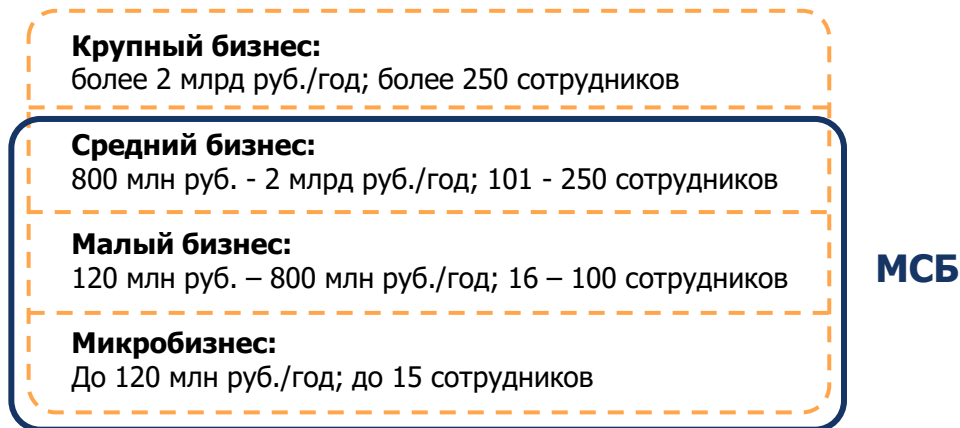 Крупный бизнес:
более 2 млрд руб./год; более 250 сотрудников
Средний бизнес:
800 млн руб. - 2 млрд руб./год; 101 - 250 сотрудников
Малый бизнес:
120 млн руб. – 800 млн руб./год; 16 – 100 сотрудников
МСБ
Микробизнес:
До 120 млн руб./год; до 15 сотрудников